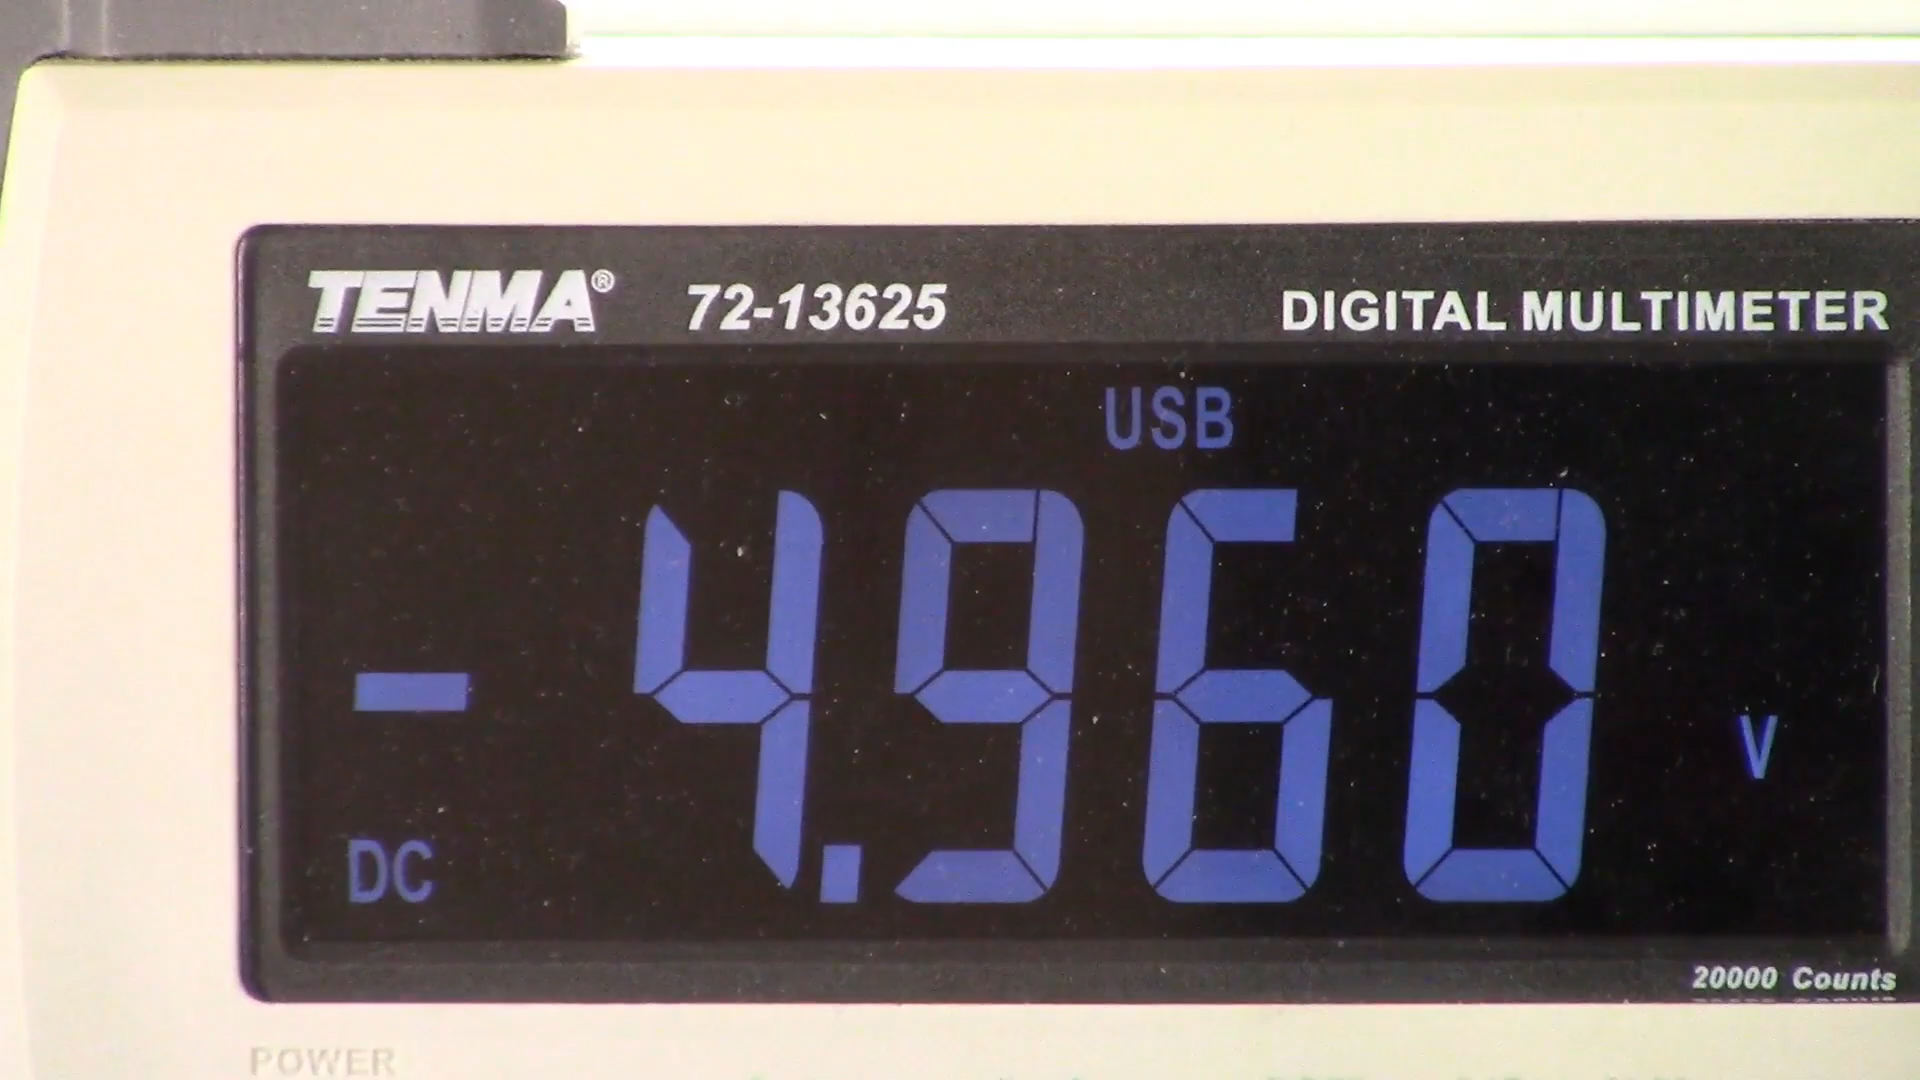 TENMA® 72-13625 DIGITAL MULTIMETER
USB
-4.960 V
DC
20000 Counts
POWER